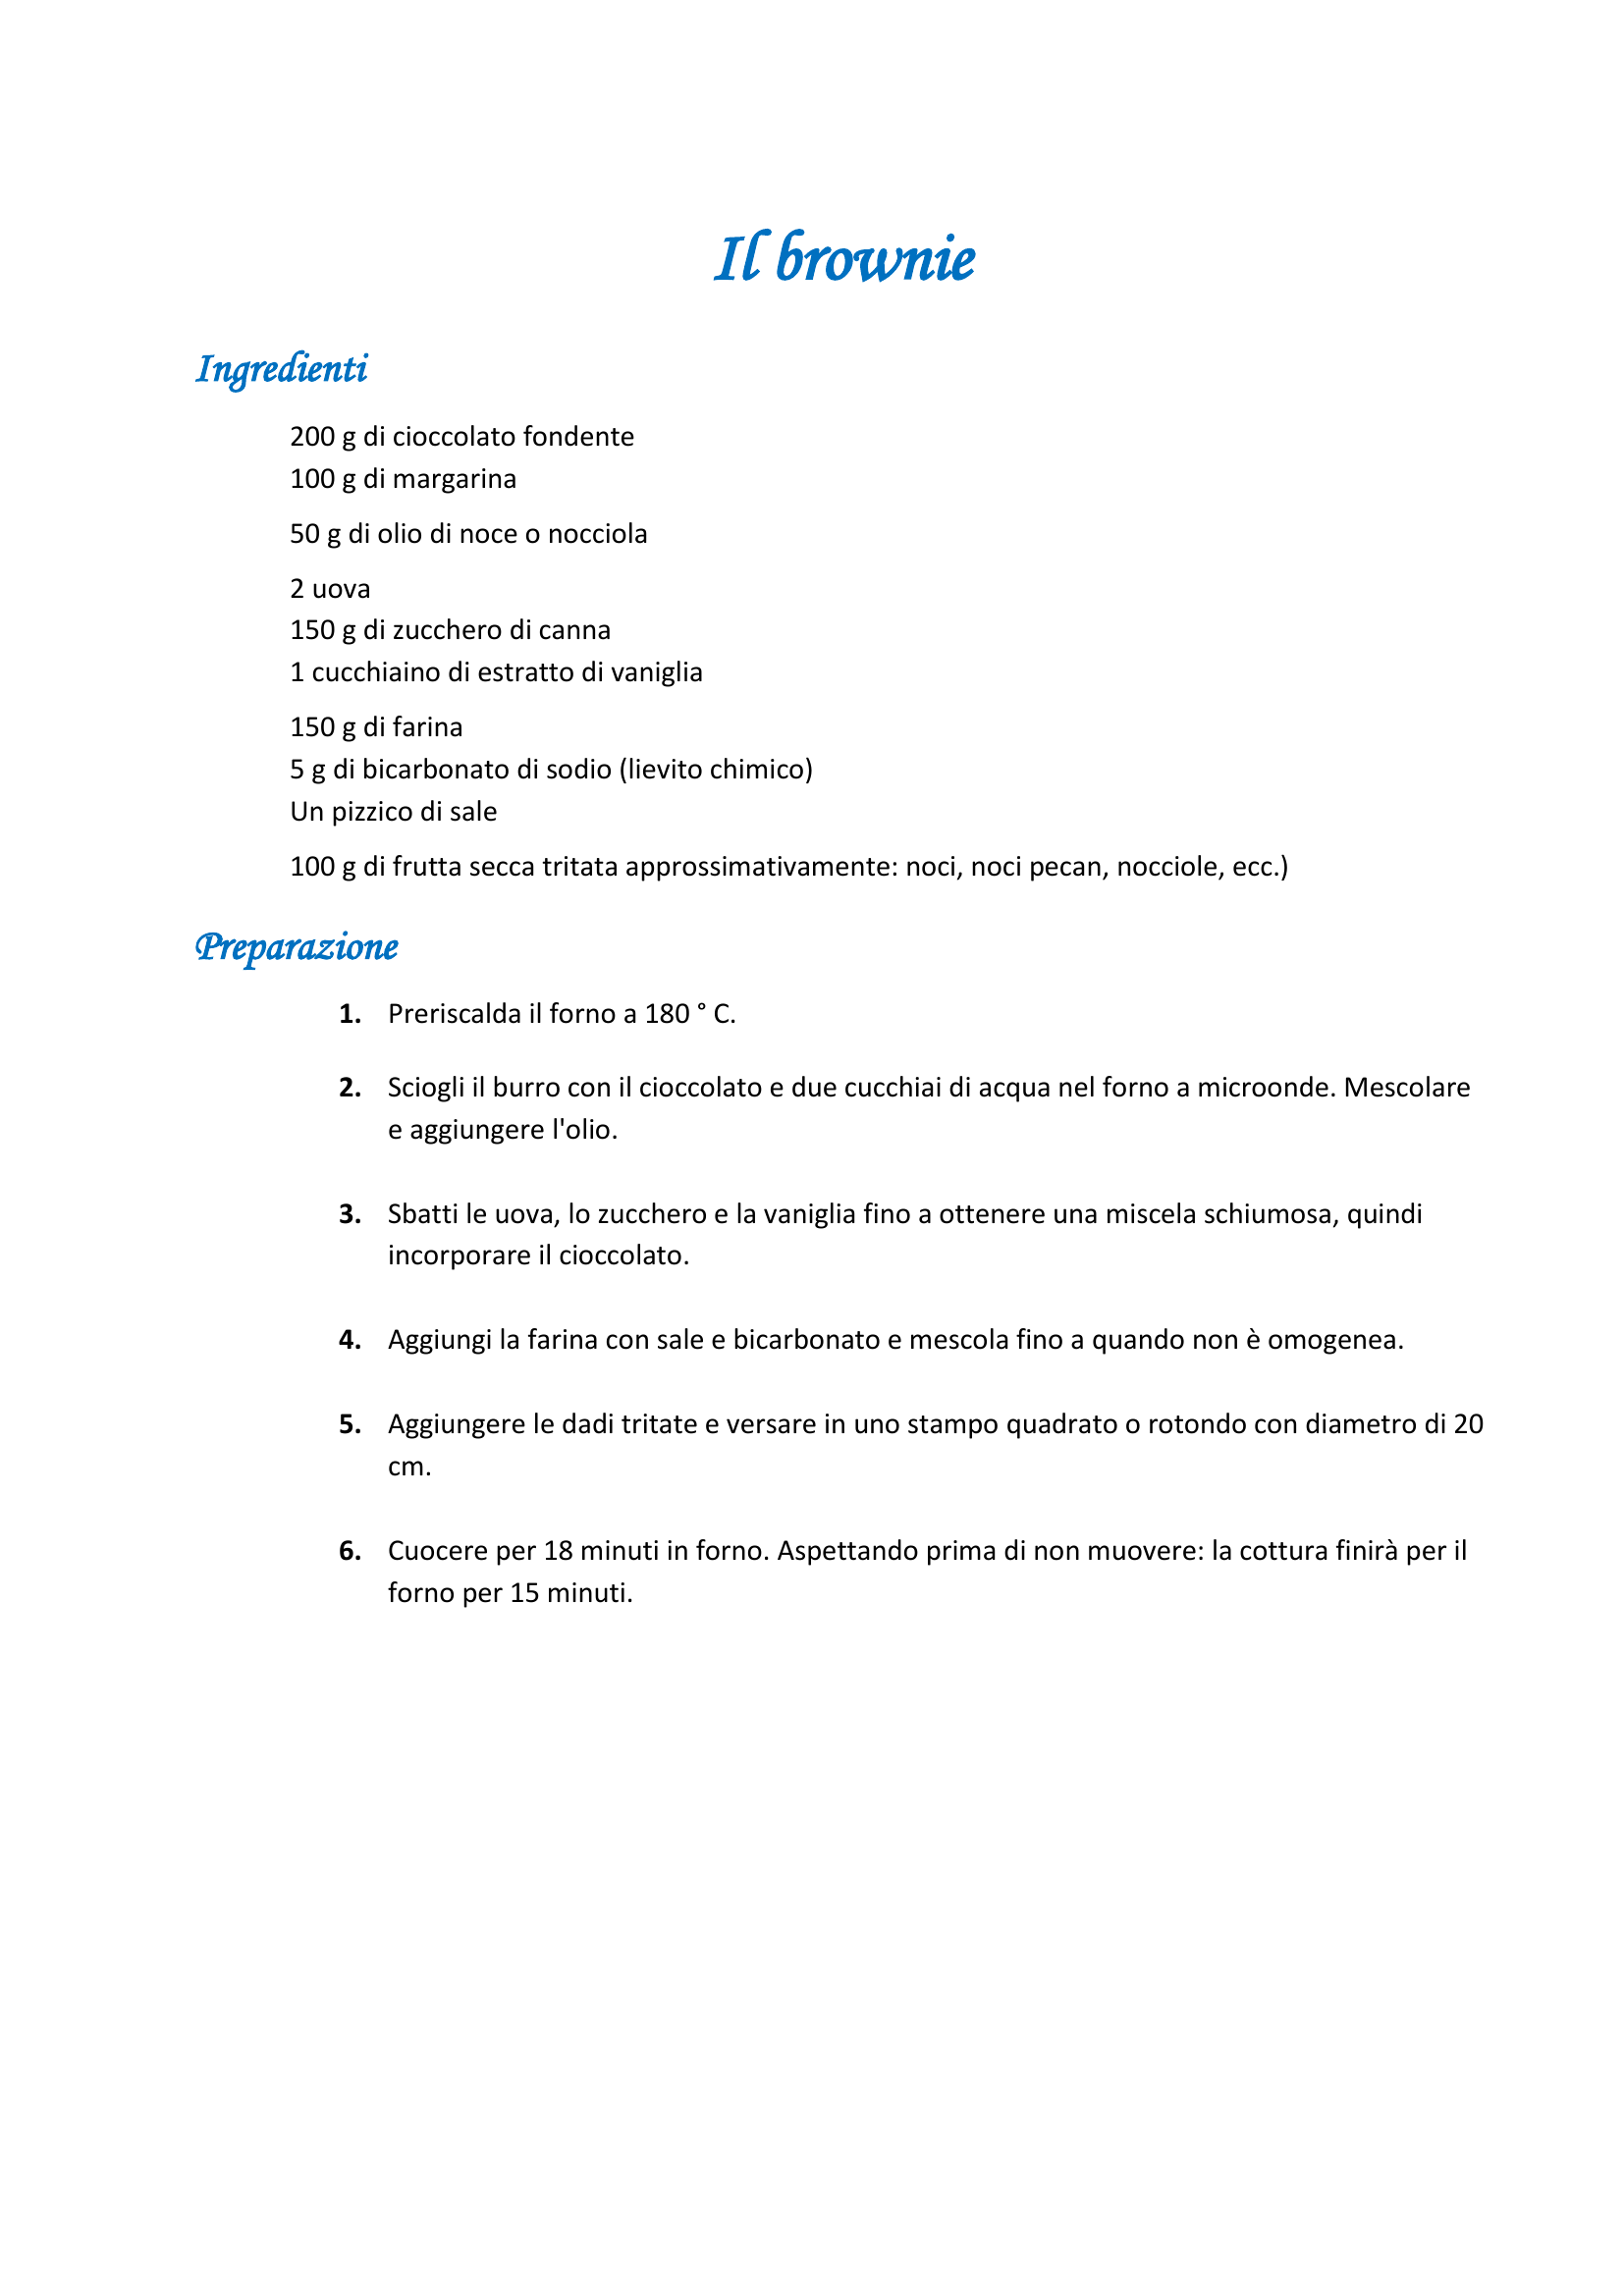 Il brownie
Ingredienti
200 g di cioccolato fondente
100 g di margarina
50 g di olio di noce o nocciola
2 uova
150 g di zucchero di canna
1 cucchiaino di estratto di vaniglia
150 g di farina
5 g di bicarbonato di sodio (lievito chimico)
Un pizzico di sale
100 g di frutta secca tritata approssimativamente: noci, noci pecan, nocciole, ecc.)
Preparazione
1. Preriscalda il forno a 180 ° C.
2. Sciogli il burro con il cioccolato e due cucchiai di acqua nel forno a microonde. Mescolare
e aggiungere l'olio.
3. Sbatti le uova, lo zucchero e la vaniglia fino a ottenere una miscela schiumosa, quindi
incorporare il cioccolato.
4. Aggiungi la farina con sale e bicarbonato e mescola fino a quando non è omogenea.
5. Aggiungere le dadi tritate e versare in uno stampo quadrato o rotondo con diametro di 20
cm.
6. Cuocere per 18 minuti in forno. Aspettando prima di non muovere: la cottura finirà per il
forno per 15 minuti.